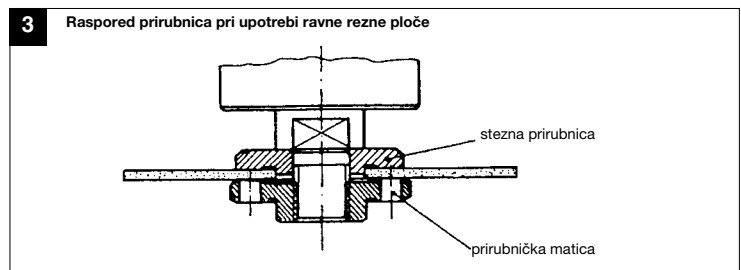 3 Raspored prirubnica pri upotrebi ravne rezne ploče
stezna prirubnica
prirubnička matica